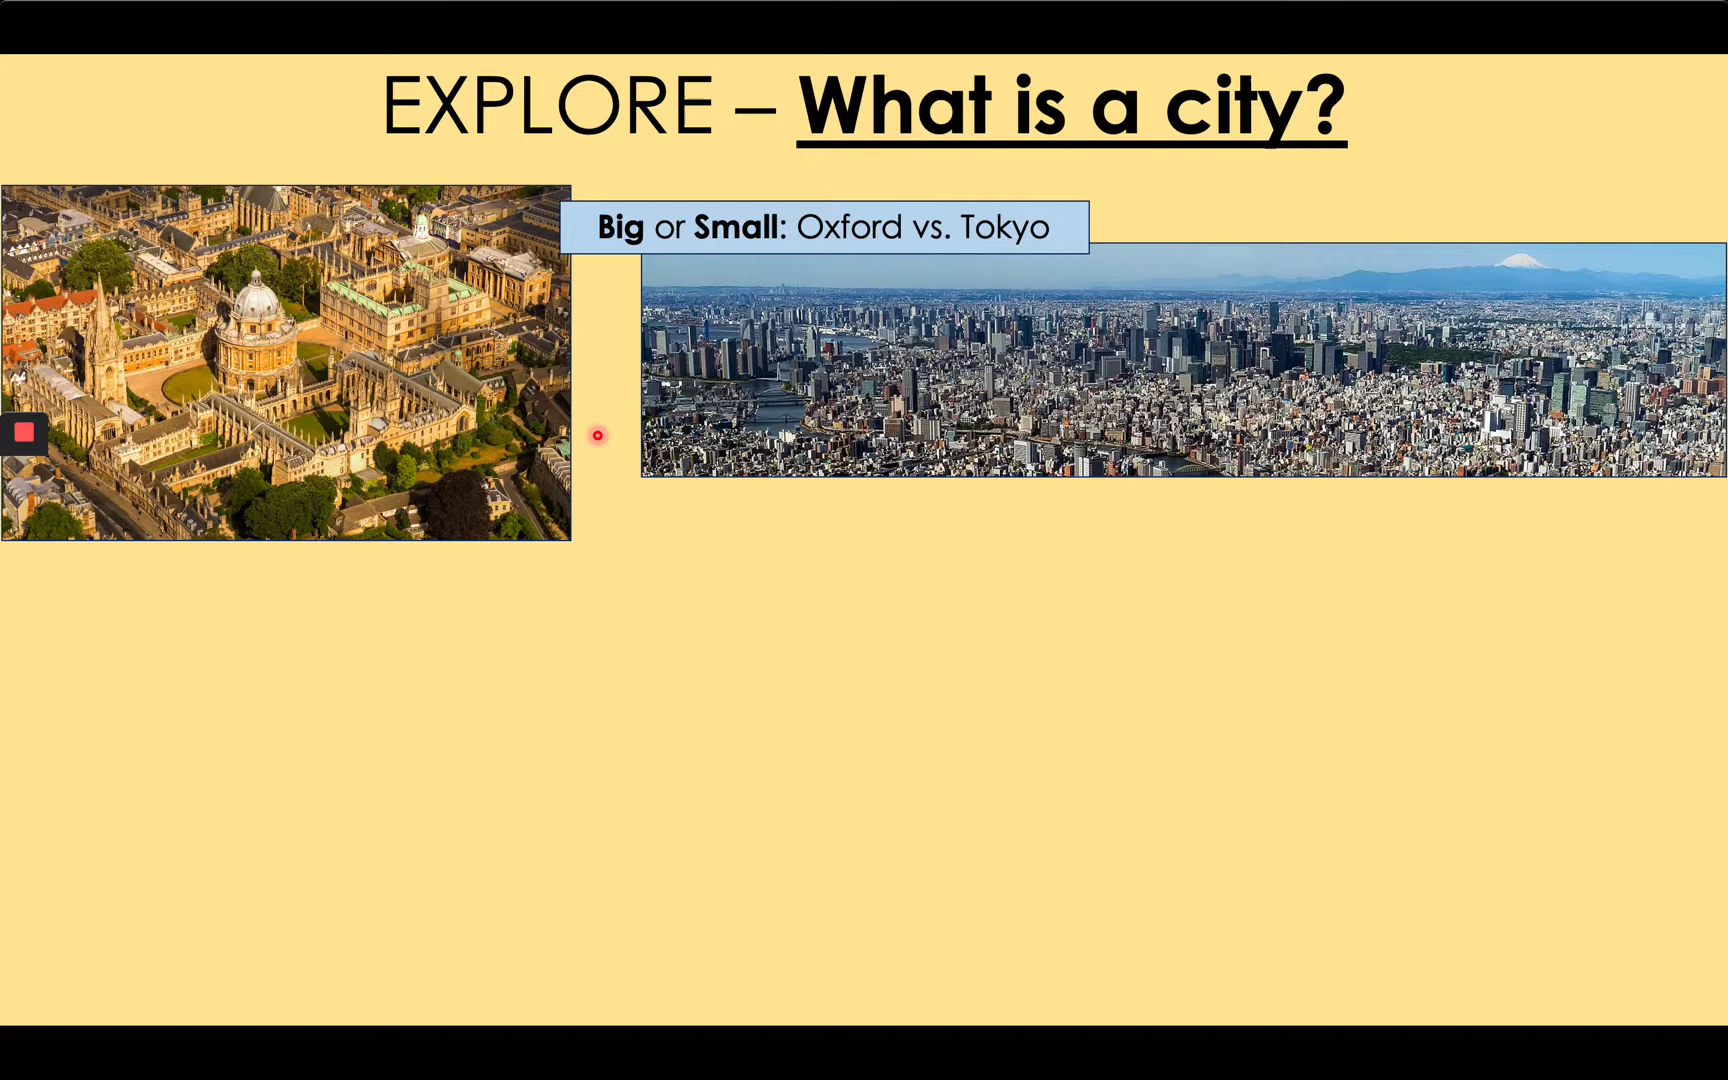 EXPLORE – What is a city?
Big or Small: Oxford vs. Tokyo